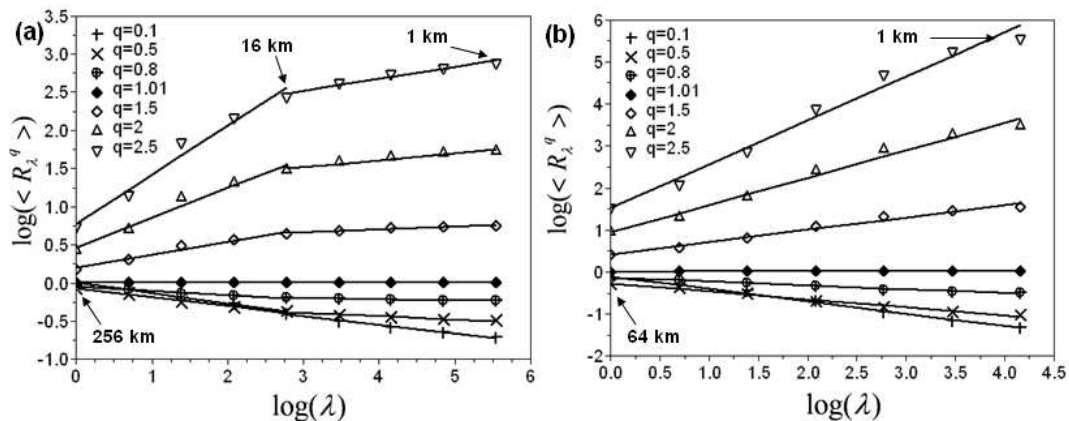 (a)
3.5
3.0
2.5
2.0
1.5
1.0
0.5
0.0
-0.5
-1.0
log(< R_λ^q >)
q=0.1
q=0.5
q=0.8
q=1.01
q=1.5
q=2
q=2.5
16 km
1 km
256 km
0 1 2 3 4 5 6
log(λ)
(b)
6
5
4
3
2
1
0
-1
-2
log(< R_λ^q >)
q=0.1
q=0.5
q=0.8
q=1.01
q=1.5
q=2
q=2.5
1 km
64 km
0.0 0.5 1.0 1.5 2.0 2.5 3.0 3.5 4.0 4.5
log(λ)